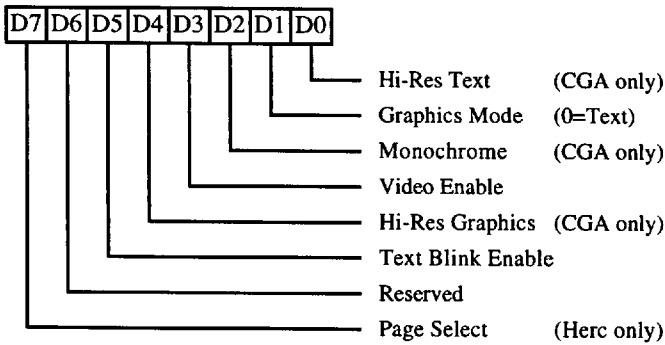 D7 D6 D5 D4 D3 D2 D1 D0
Hi-Res Text (CGA only)
Graphics Mode (0=Text)
Monochrome (CGA only)
Video Enable
Hi-Res Graphics (CGA only)
Text Blink Enable
Reserved
Page Select (Herc only)